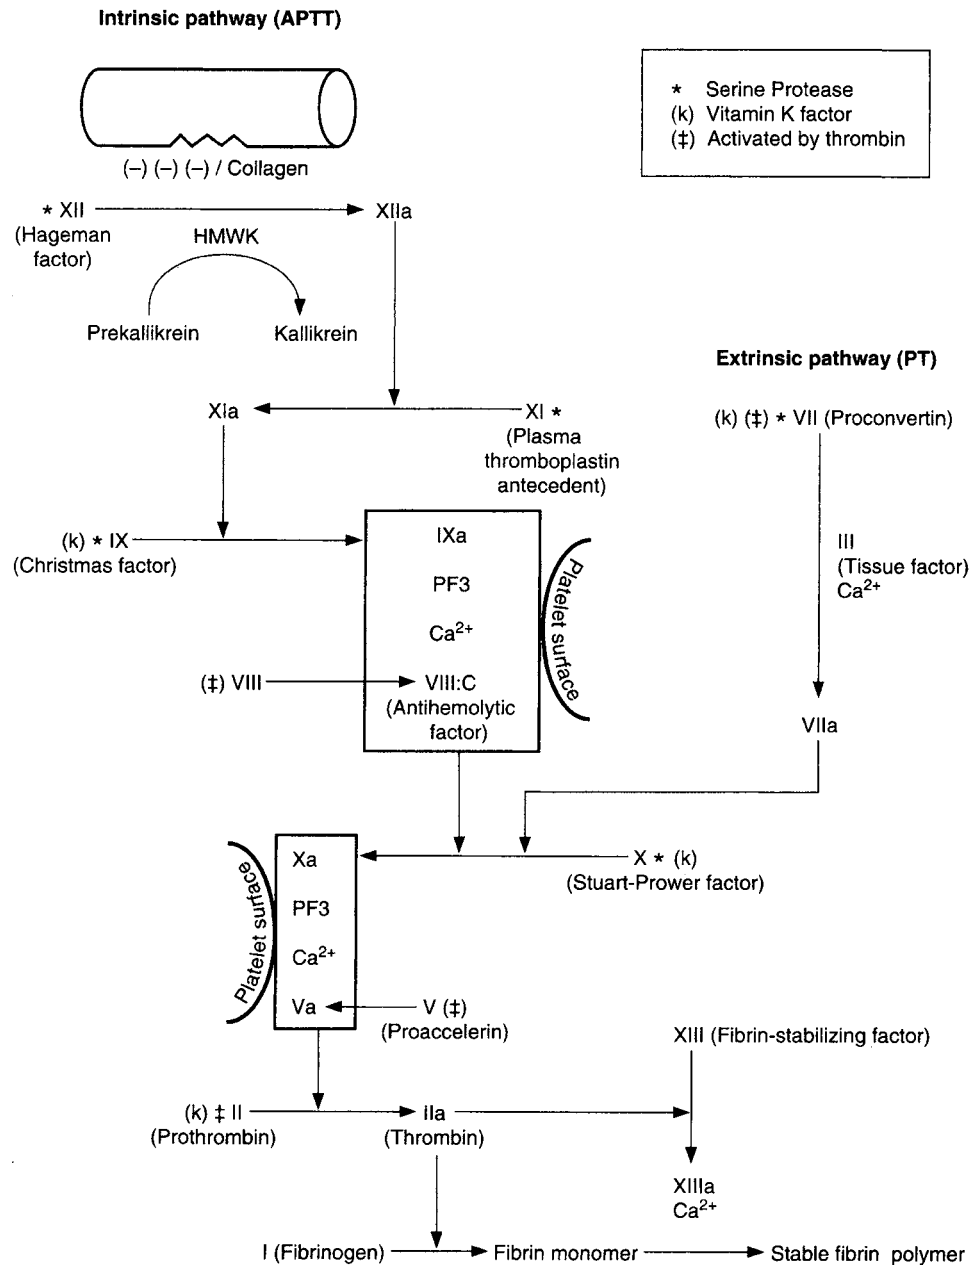 Intrinsic pathway (APTT)
* Serine Protease
(k) Vitamin K factor
(‡) Activated by thrombin
(–) (–) (–) / Collagen
* XII
(Hageman
factor)
XIIa
HMWK
Prekallikrein
Kallikrein
Extrinsic pathway (PT)
XIa
XI *
(Plasma
thromboplastin
antecedent)
(k) (‡) * VII (Proconvertin)
(k) * IX
(Christmas factor)
IXa
PF3
Ca²⁺
Platelet surface
III
(Tissue factor)
Ca²⁺
(‡) VIII
VIII:C
(Antihemolytic
factor)
VIIa
Platelet surface
Xa
PF3
Ca²⁺
Va
X * (k)
(Stuart-Prower factor)
V (‡)
(Proaccelerin)
XIII (Fibrin-stabilizing factor)
(k) ‡ II
(Prothrombin)
IIa
(Thrombin)
XIIIa
Ca²⁺
I (Fibrinogen)
Fibrin monomer
Stable fibrin polymer